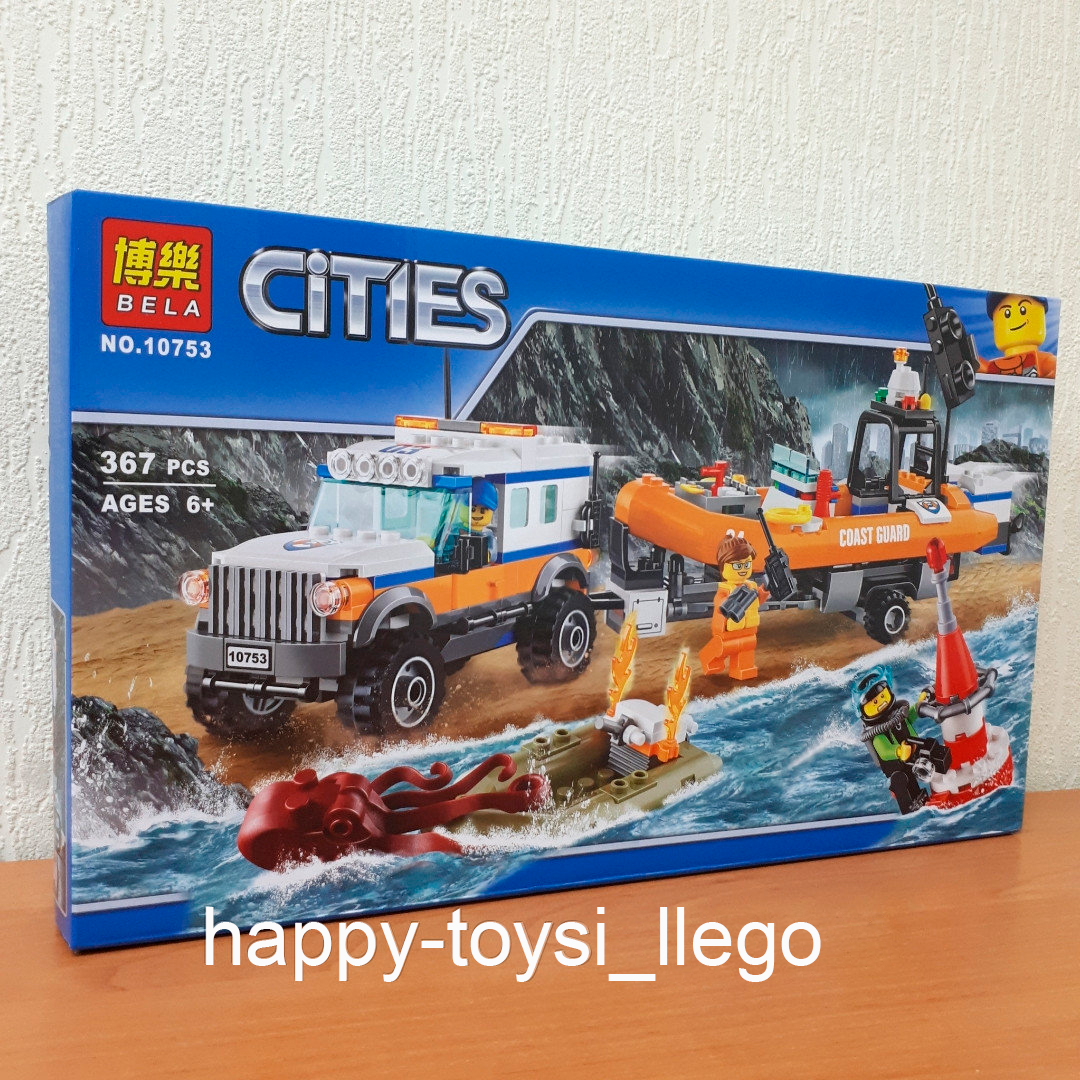 博樂
BELA
NO.10753
CiTIES
367 PCS
AGES 6+
COAST GUARD
10753
happy-toysi_llego